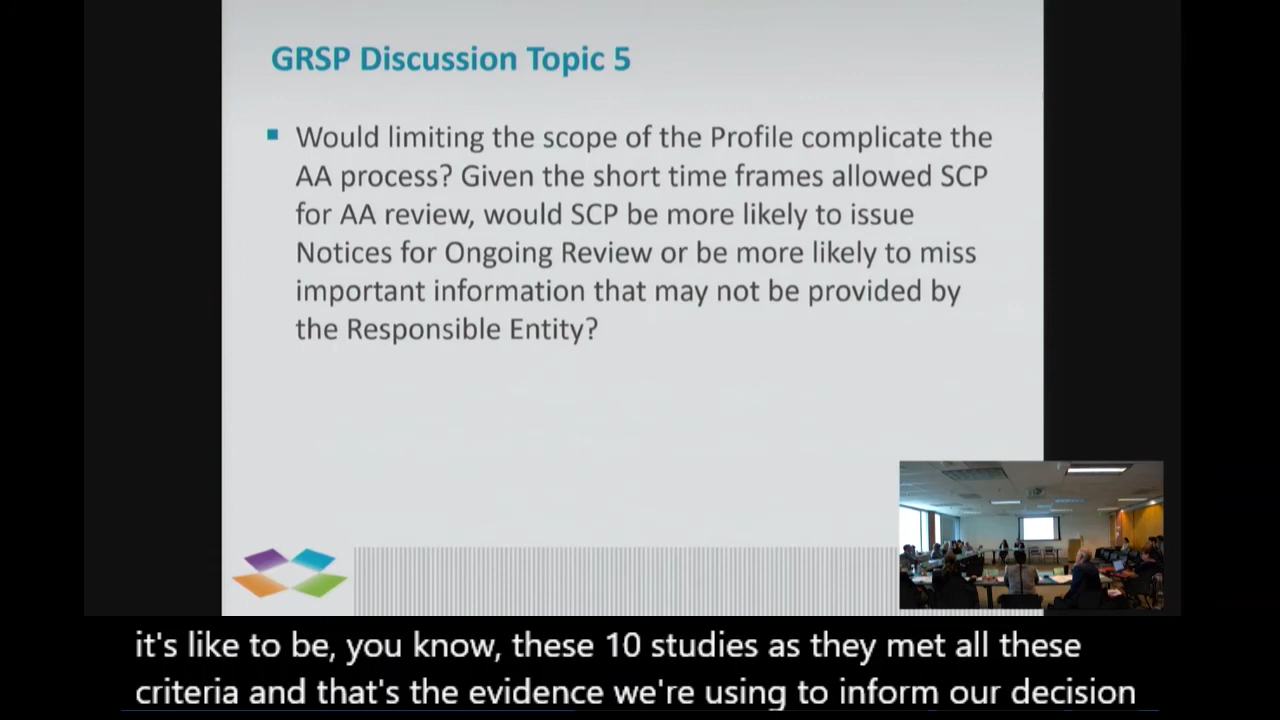 GRSP Discussion Topic 5
Would limiting the scope of the Profile complicate the
AA process? Given the short time frames allowed SCP
for AA review, would SCP be more likely to issue
Notices for Ongoing Review or be more likely to miss
important information that may not be provided by
the Responsible Entity?
it's like to be, you know, these 10 studies as they met all these
criteria and that's the evidence we're using to inform our decision